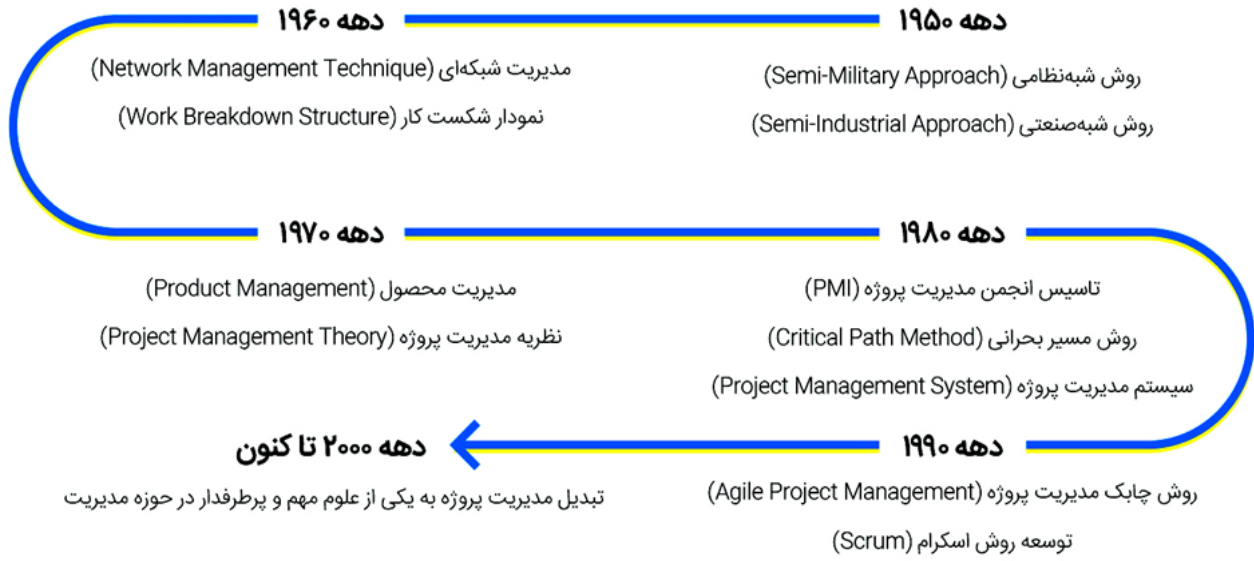 دهه ۱۹۵۰
روش شبه‌نظامی (Semi-Military Approach)
روش شبه‌صنعتی (Semi-Industrial Approach)
دهه ۱۹۶۰
مدیریت شبکه‌ای (Network Management Technique)
نمودار شکست کار (Work Breakdown Structure)
دهه ۱۹۷۰
مدیریت محصول (Product Management)
نظریه مدیریت پروژه (Project Management Theory)
دهه ۱۹۸۰
تاسیس انجمن مدیریت پروژه (PMI)
روش مسیر بحرانی (Critical Path Method)
سیستم مدیریت پروژه (Project Management System)
دهه ۱۹۹۰
روش چابک مدیریت پروژه (Agile Project Management)
توسعه روش اسکرام (Scrum)
دهه ۲۰۰۰ تا کنون
تبدیل مدیریت پروژه به یکی از علوم مهم و پرطرفدار در حوزه مدیریت